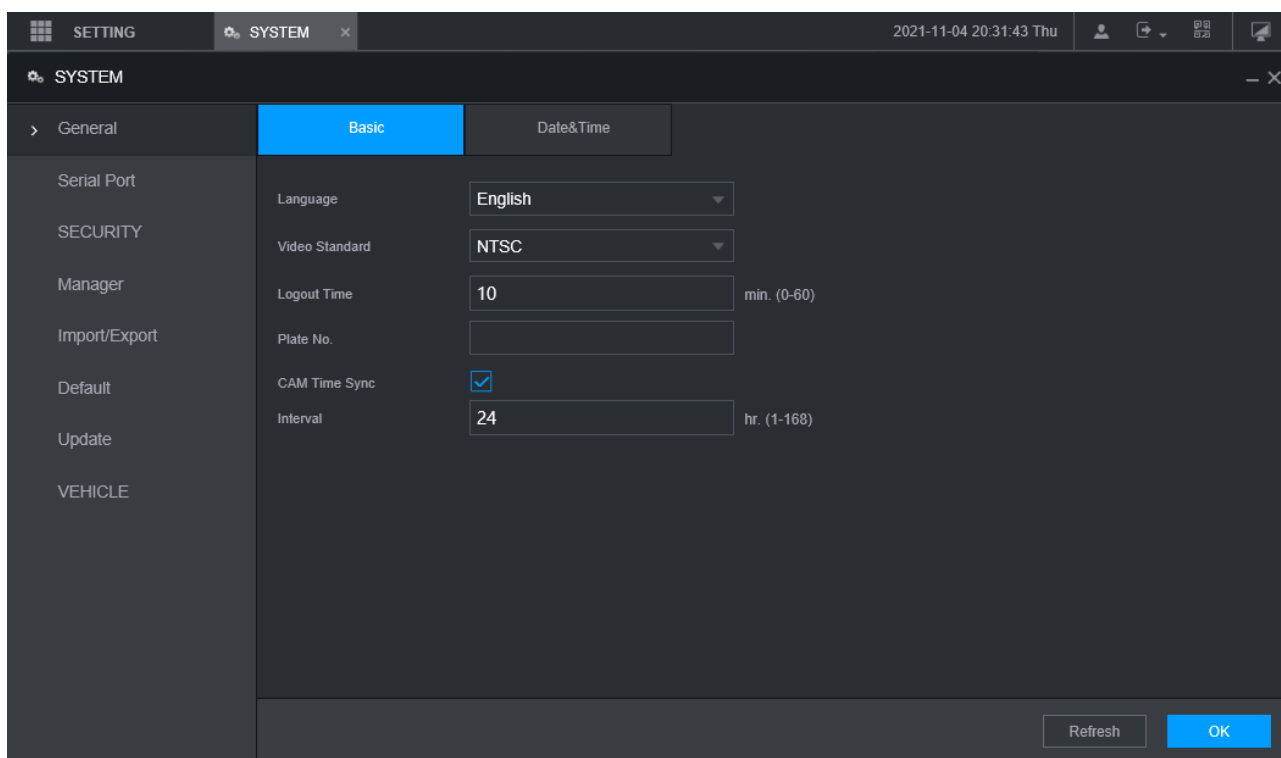 SETTING SYSTEM × 2021-11-04 20:31:43 Thu
SYSTEM
General
Serial Port
SECURITY
Manager
Import/Export
Default
Update
VEHICLE
Basic Date&Time
Language English
Video Standard NTSC
Logout Time 10 min. (0-60)
Plate No.
CAM Time Sync
Interval 24 hr. (1-168)
Refresh OK